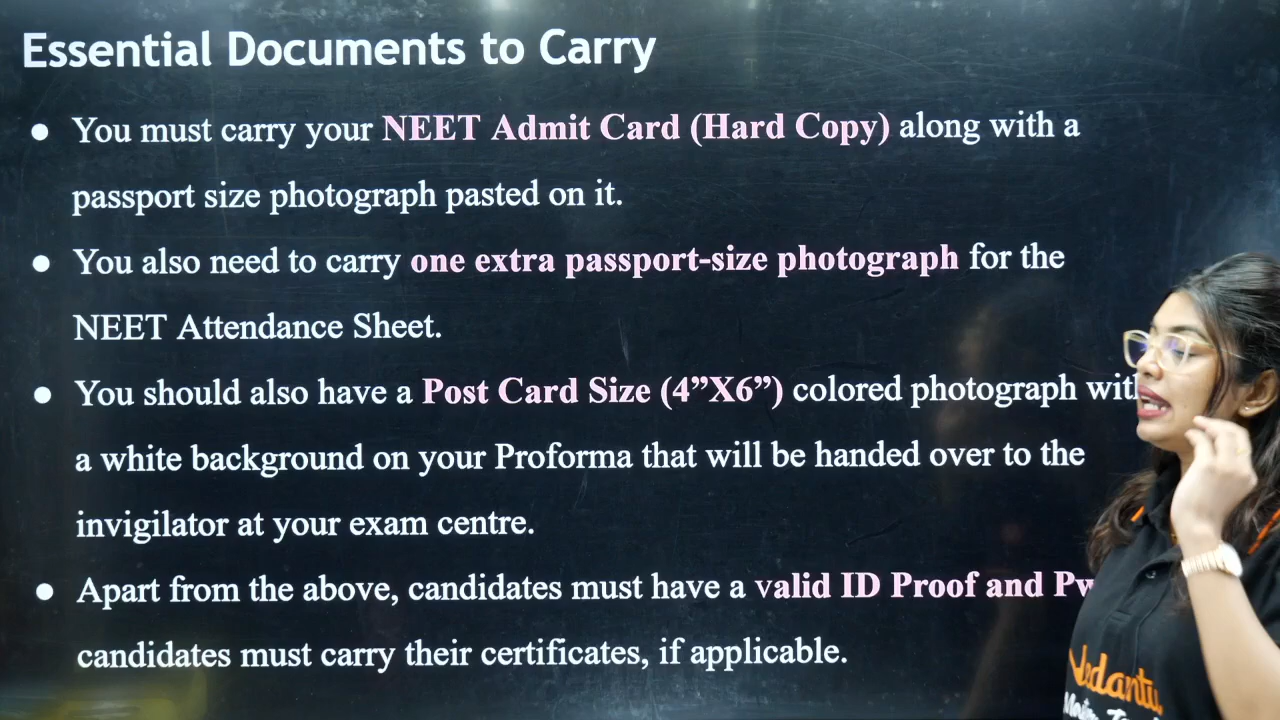 Essential Documents to Carry
● You must carry your NEET Admit Card (Hard Copy) along with a
passport size photograph pasted on it.
● You also need to carry one extra passport-size photograph for the
NEET Attendance Sheet.
● You should also have a Post Card Size (4”X6”) colored photograph
a white background on your Proforma that will be handed over to the
invigilator at your exam centre.
● Apart from the above, candidates must have a valid ID Proof and
candidates must carry their certificates, if applicable.
Vedantu